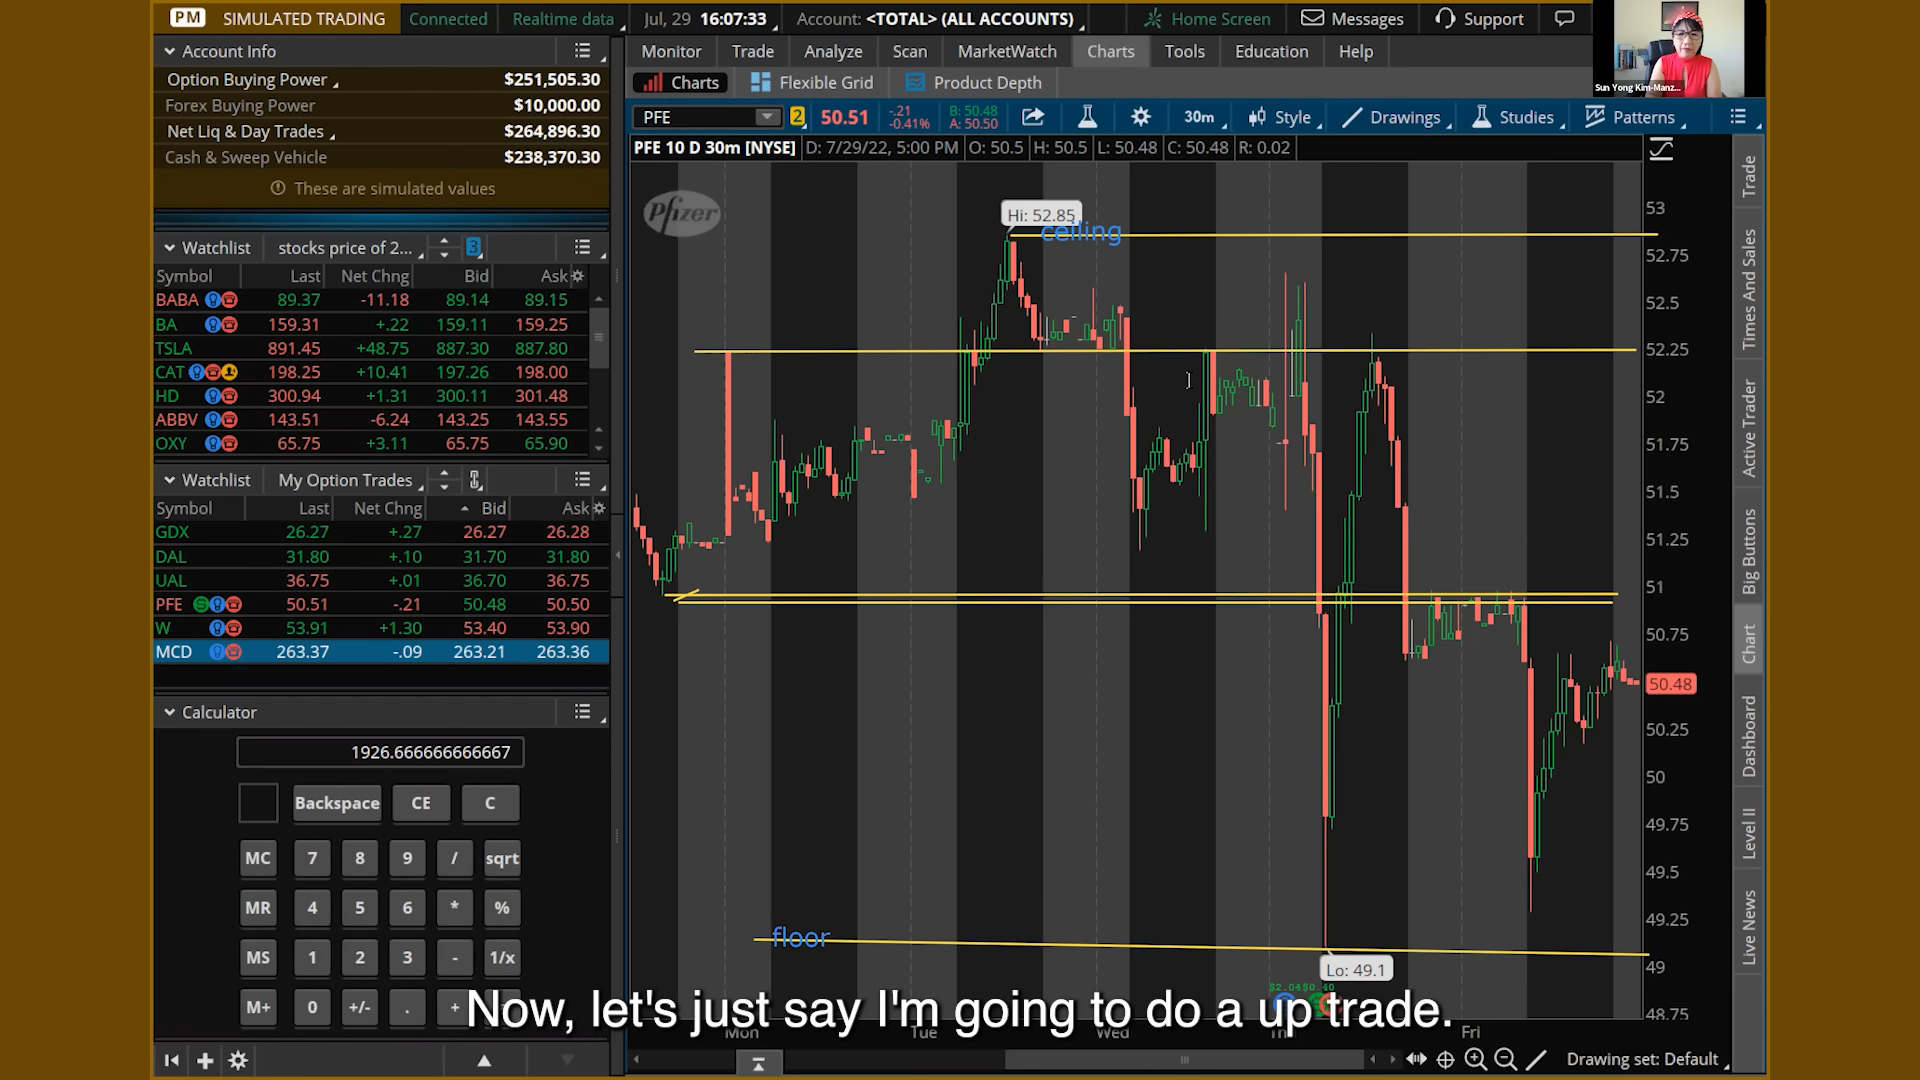 PM SIMULATED TRADING Connected Realtime data Jul, 29 16:07:33 Account: <TOTAL> (ALL ACCOUNTS) Home Screen Messages Support
Sun Yong Kim-Manz...
Account Info
Option Buying Power $251,505.30
Forex Buying Power $10,000.00
Net Liq & Day Trades $264,896.30
Cash & Sweep Vehicle $238,370.30
These are simulated values
Watchlist stocks price of 2... 3
Symbol Last Net Chng Bid Ask
BABA 89.37 -11.18 89.14 89.15
BA 159.31 +.22 159.11 159.25
TSLA 891.45 +48.75 887.30 887.80
CAT 198.25 +10.41 197.26 198.00
HD 300.94 +1.31 300.11 301.48
ABBV 143.51 -6.24 143.25 143.55
OXY 65.75 +3.11 65.75 65.90
Watchlist My Option Trades
Symbol Last Net Chng Bid Ask
GDX 26.27 +.27 26.27 26.28
DAL 31.80 +.10 31.70 31.80
UAL 36.75 +.01 36.70 36.75
PFE 50.51 -.21 50.48 50.50
W 53.91 +1.30 53.40 53.90
MCD 263.37 -.09 263.21 263.36
Calculator
1926.666666666667
Backspace CE C
MC 7 8 9 / sqrt
MR 4 5 6 * %
MS 1 2 3 - 1/x
M+ 0 +/- . +
Monitor Trade Analyze Scan MarketWatch Charts Tools Education Help
Charts Flexible Grid Product Depth
PFE 2 50.51 -.21 -0.41% B: 50.48 A: 50.50 30m Style Drawings Studies Patterns
PFE 10 D 30m [NYSE] D: 7/29/22, 5:00 PM O: 50.5 H: 50.5 L: 50.48 C: 50.48 R: 0.02
Pfizer
Hi: 52.85
ceiling
floor
Lo: 49.1
53
52.75
52.5
52.25
52
51.75
51.5
51.25
51
50.75
50.48
50.25
50
49.75
49.5
49.25
49
48.75
$2.04 $0.40
Mon Tue Wed Thu Fri
Now, let's just say I'm going to do a up trade.
Drawing set: Default
Trade
Times And Sales
Active Trader
Big Buttons
Chart
Dashboard
Level II
Live News